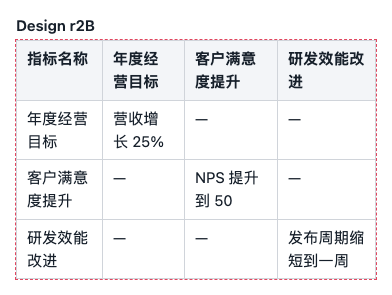 Design r2B
指标名称 年度经 客户满意 研发效能改
营目标 度提升 进
年度经营 营收增 — —
目标 长 25%
客户满意 — NPS 提升 —
度提升 到 50
研发效能 — — 发布周期缩
改进 短到一周